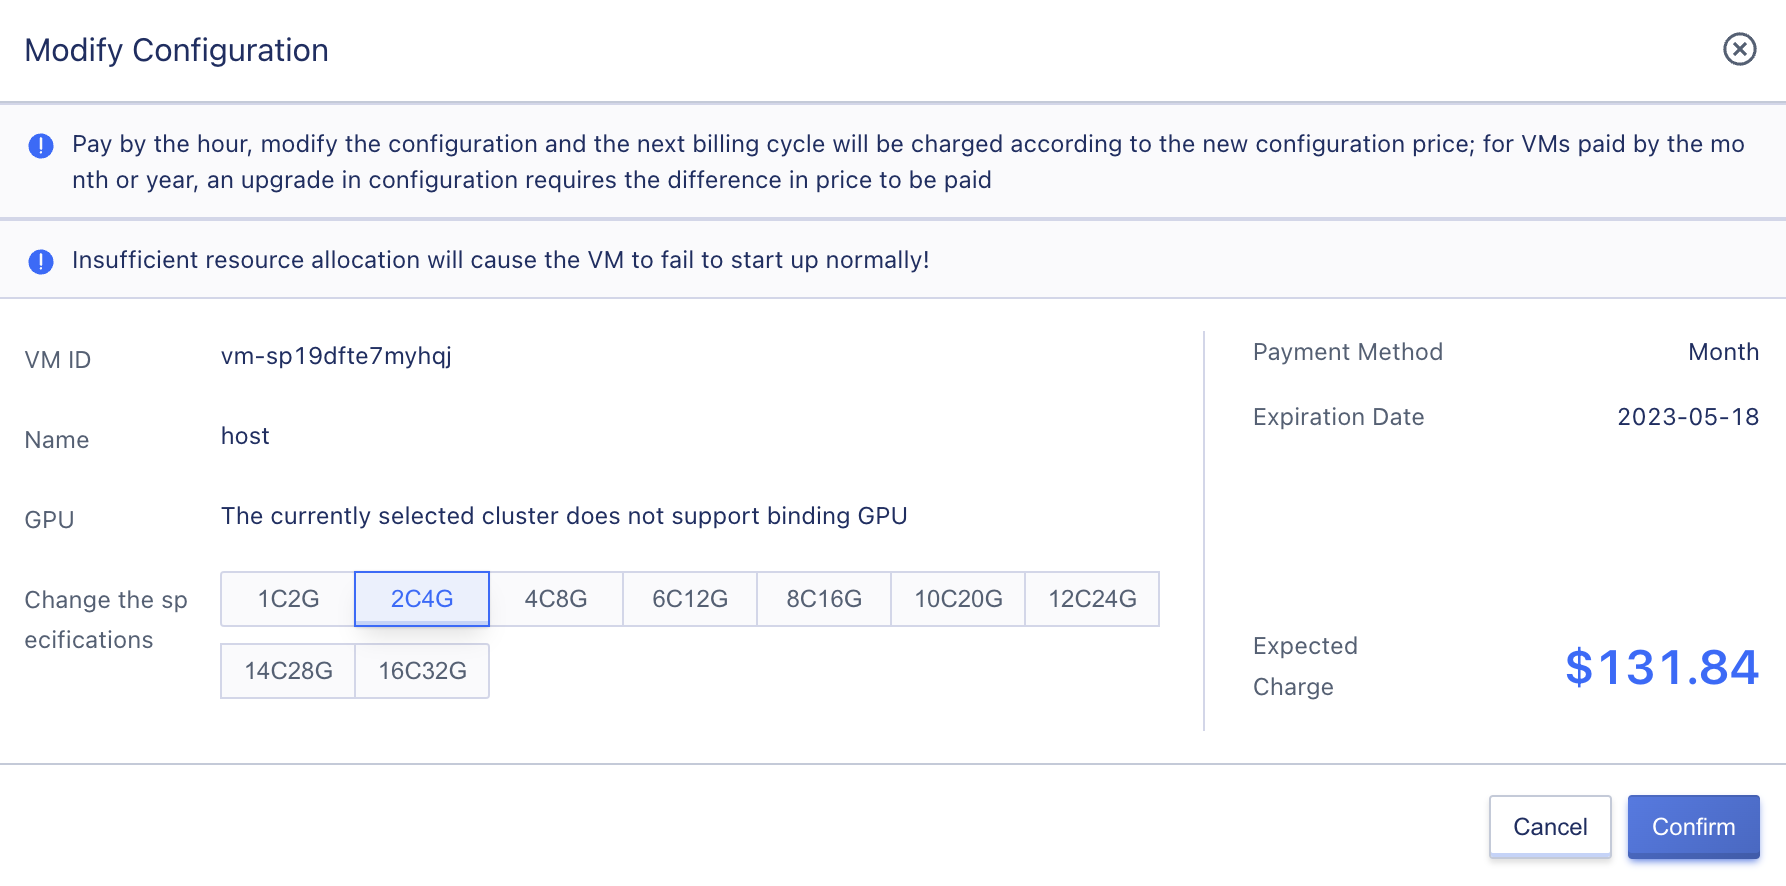 Modify Configuration
Pay by the hour, modify the configuration and the next billing cycle will be charged according to the new configuration price; for VMs paid by the mo
nth or year, an upgrade in configuration requires the difference in price to be paid
Insufficient resource allocation will cause the VM to fail to start up normally!
VM ID vm-sp19dfte7myhqj
Name host
GPU The currently selected cluster does not support binding GPU
Change the sp
ecifications
1C2G 2C4G 4C8G 6C12G 8C16G 10C20G 12C24G
14C28G 16C32G
Payment Method Month
Expiration Date 2023-05-18
Expected
Charge
$131.84
Cancel Confirm